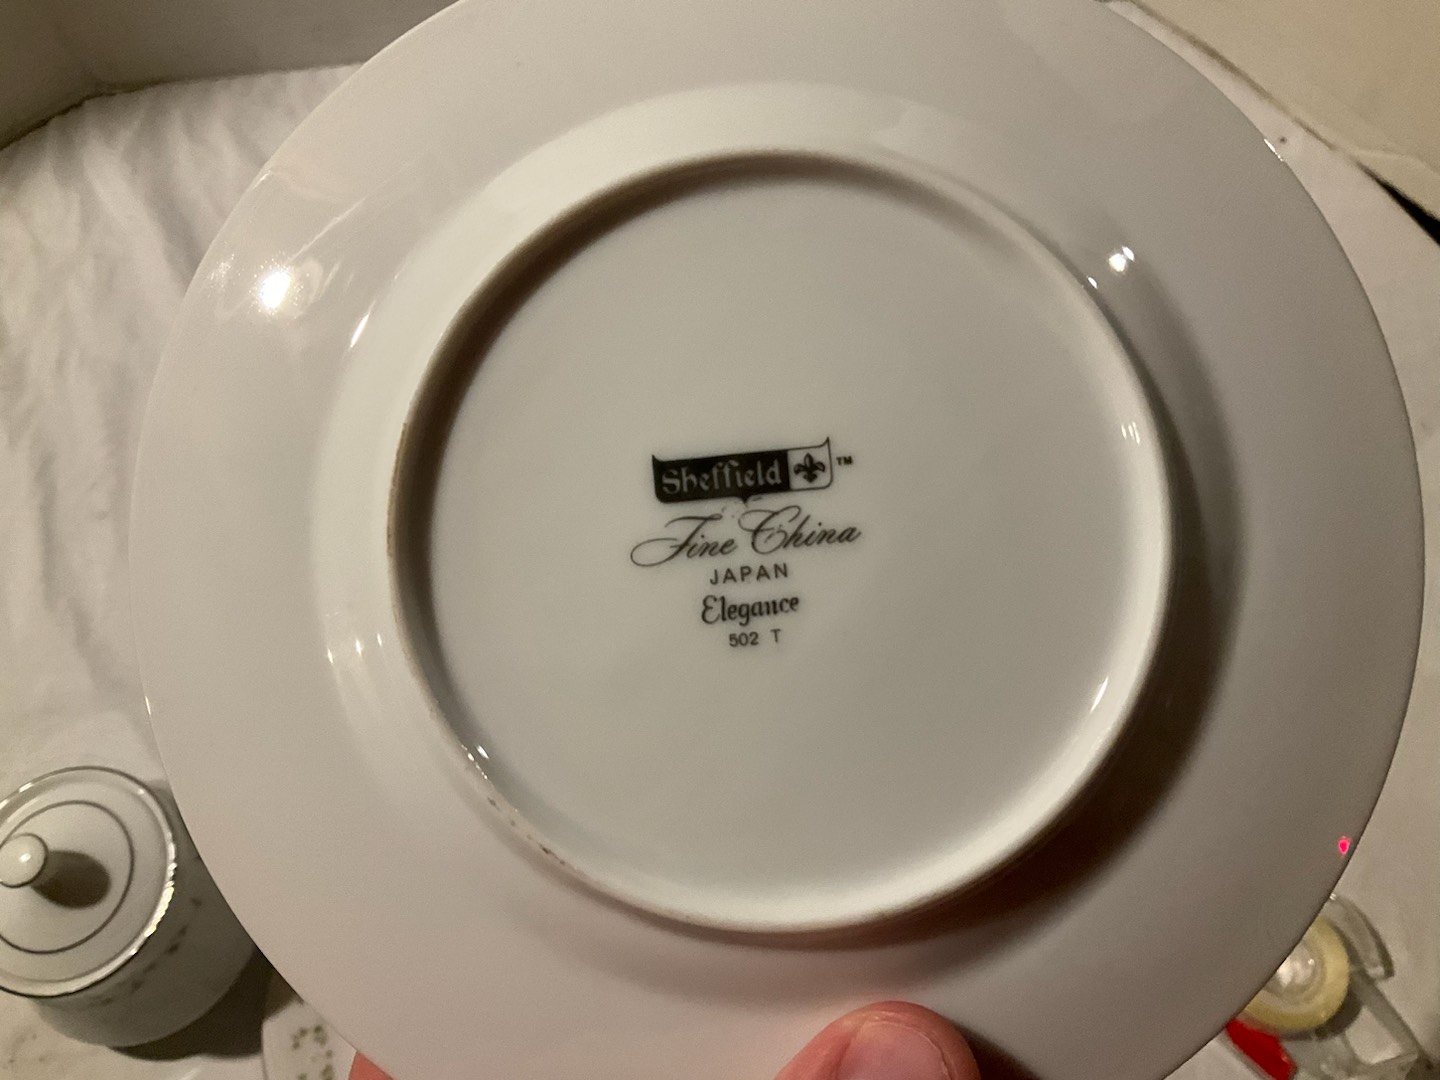 Sheffield ™
Fine China
JAPAN
Elegance
502 T